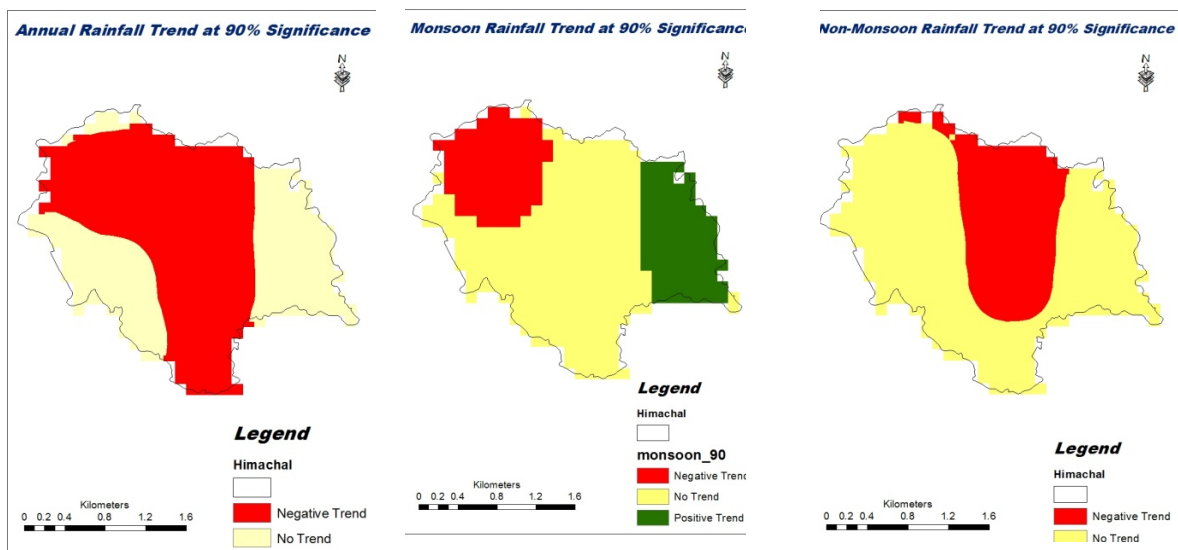 Annual Rainfall Trend at 90% Significance
N
Legend
Himachal
Negative Trend
No Trend
Kilometers
0 0.2 0.4 0.8 1.2 1.6
Monsoon Rainfall Trend at 90% Significance
N
Legend
Himachal
monsoon_90
Negative Trend
No Trend
Positive Trend
Kilometers
0 0.2 0.4 0.8 1.2 1.6
Non-Monsoon Rainfall Trend at 90% Significance
N
Legend
Himachal
Negative Trend
No Trend
Kilometers
0 0.2 0.4 0.8 1.2 1.6